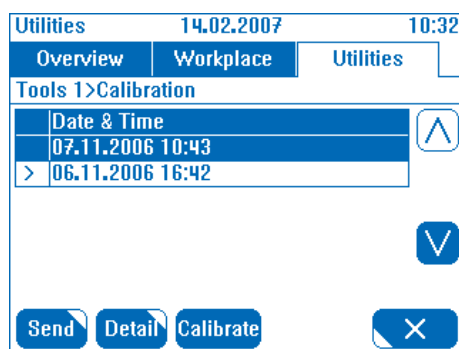 Utilities 14.02.2007 10:32
Overview Workplace Utilities
Tools 1>Calibration
Date & Time
07.11.2006 10:43
> 06.11.2006 16:42
Send Detail Calibrate